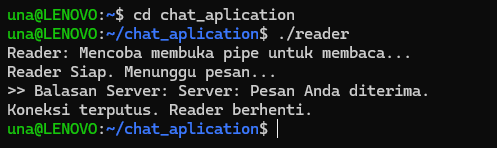 una@LENOVO:~$ cd chat_aplication
una@LENOVO:~/chat_aplication$ ./reader
Reader: Mencoba membuka pipe untuk membaca...
Reader Siap. Menunggu pesan...
>> Balasan Server: Server: Pesan Anda diterima.
Koneksi terputus. Reader berhenti.
una@LENOVO:~/chat_aplication$